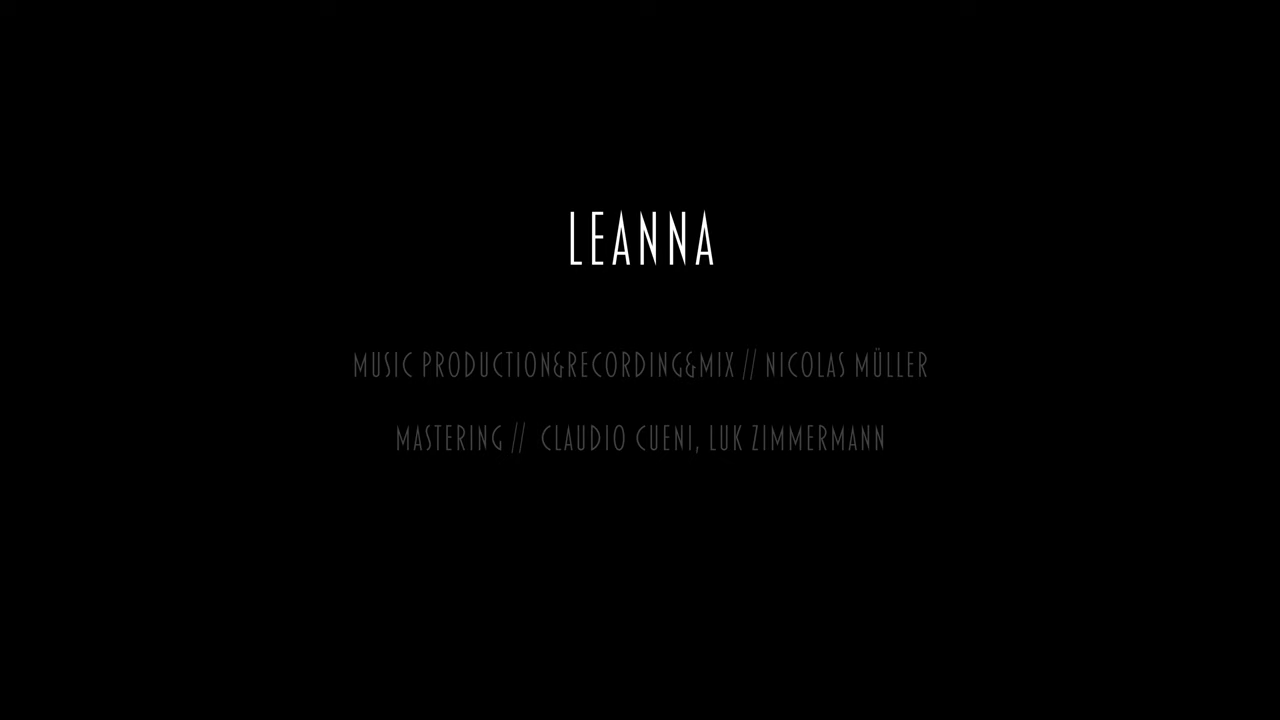 LEANNA
MUSIC PRODUCTION&RECORDING&MIX // NICOLAS MÜLLER
MASTERING // CLAUDIO CUENI, LUK ZIMMERMANN